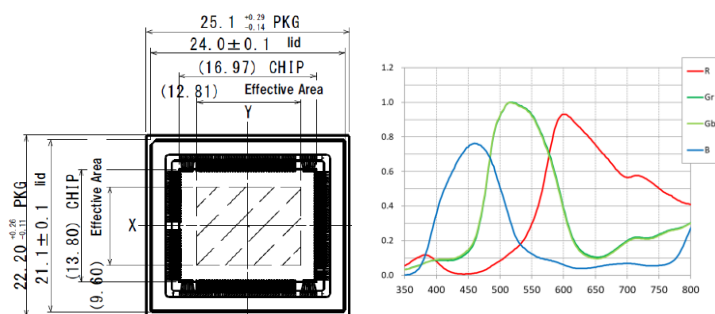 25.1 +0.29 -0.14 PKG
24.0±0.1 lid
(16.97) CHIP
(12.81) Effective Area
Y
X
22.20 +0.26 -0.11 PKG
21.1±0.1 lid
(13.80) CHIP
(9.60) Effective Area
1.2
1.0
0.8
0.6
0.4
0.2
0.0
350 400 450 500 550 600 650 700 750 800
R
Gr
Gb
B